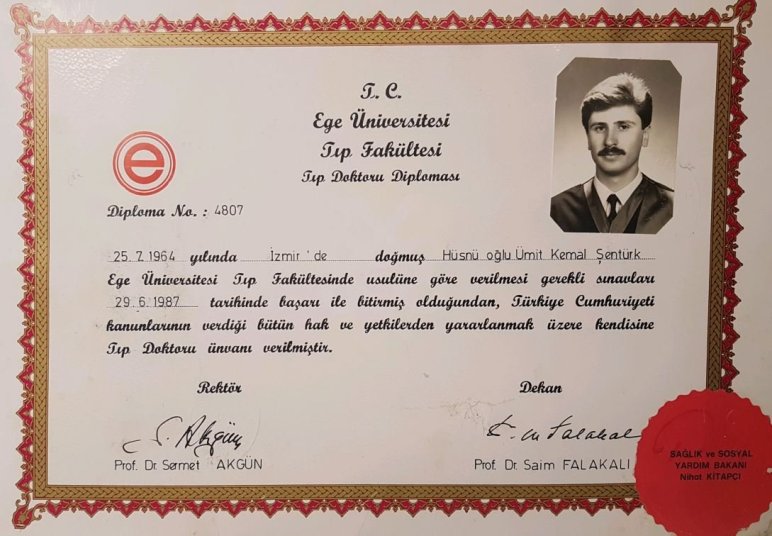 T. C.
Ege Üniversitesi
Tıp Fakültesi
Tıp Doktoru Diploması
e
Diploma No. : 4807
25.7.1964 yılında İzmir'de doğmuş Hüsnü oğlu Ümit Kemal Şentürk
Ege Üniversitesi Tıp Fakültesinde usulüne göre verilmesi gerekli sınavları
29.6.1987 tarihinde başarı ile bitirmiş olduğundan, Türkiye Cumhuriyeti
kanunlarının verdiği bütün hak ve yetkilerden yararlanmak üzere kendisine
Tıp Doktoru ünvanı verilmiştir.
Rektör Dekan
S. Akgün
Prof. Dr. Sermet AKGÜN Prof. Dr. Saim FALAKALI
SAĞLIK ve SOSYAL
YARDIM BAKANI
Nihat KİTAPÇI